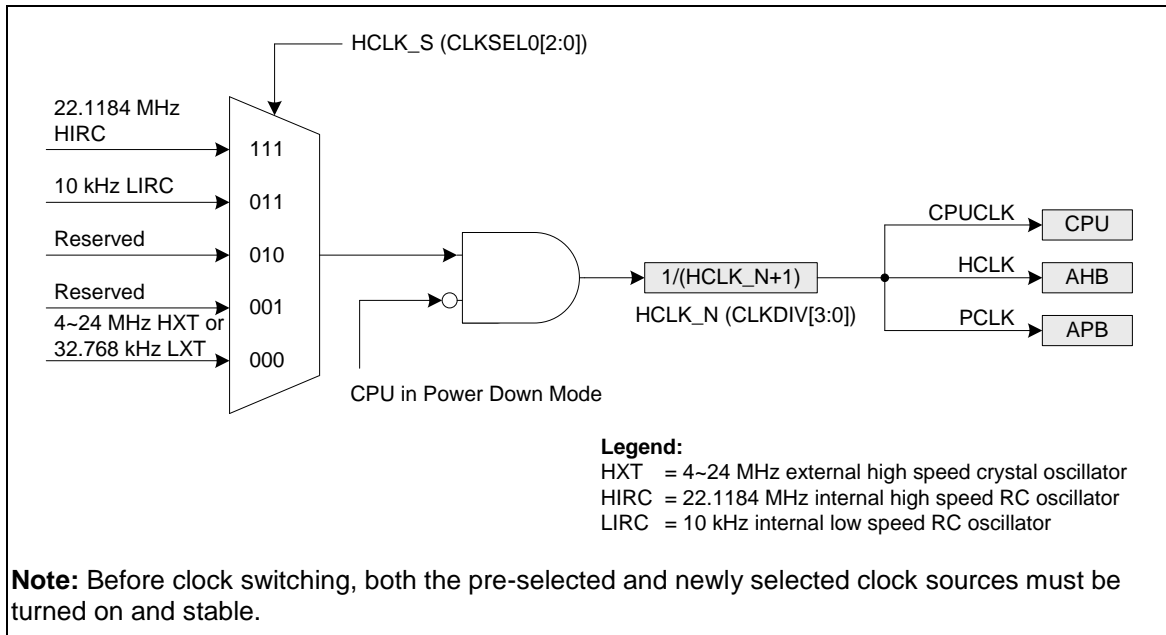 HCLK_S (CLKSEL0[2:0])
22.1184 MHz
HIRC
111
10 kHz LIRC
011
Reserved
010
Reserved
001
4~24 MHz HXT or
32.768 kHz LXT
000
CPU in Power Down Mode
1/(HCLK_N+1)
HCLK_N (CLKDIV[3:0])
CPUCLK
CPU
HCLK
AHB
PCLK
APB
Legend:
HXT = 4~24 MHz external high speed crystal oscillator
HIRC = 22.1184 MHz internal high speed RC oscillator
LIRC = 10 kHz internal low speed RC oscillator
Note: Before clock switching, both the pre-selected and newly selected clock sources must be
turned on and stable.